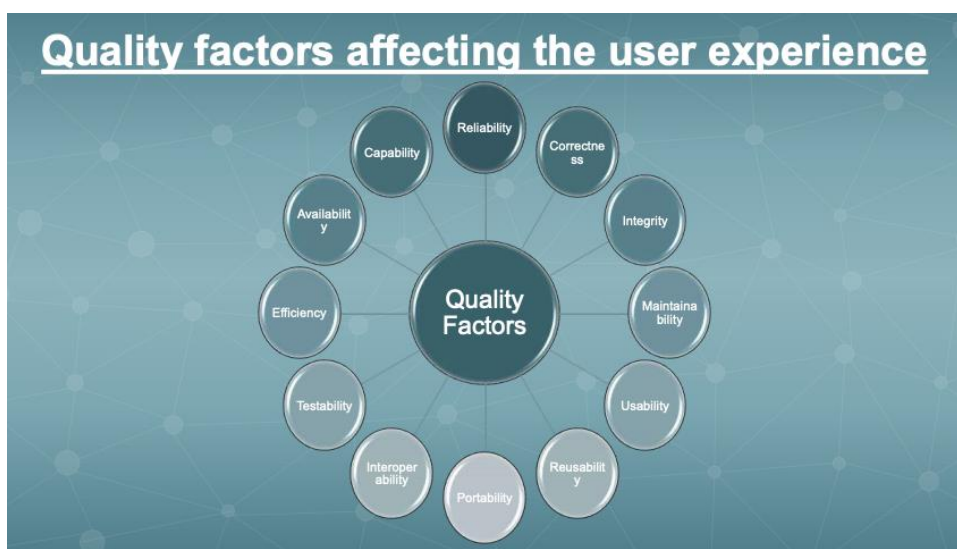 Quality factors affecting the user experience
Reliability
Correctne
ss
Integrity
Maintaina
bility
Usability
Reusabilit
y
Portability
Interoper
ability
Testability
Efficiency
Availabilit
y
Capability
Quality
Factors